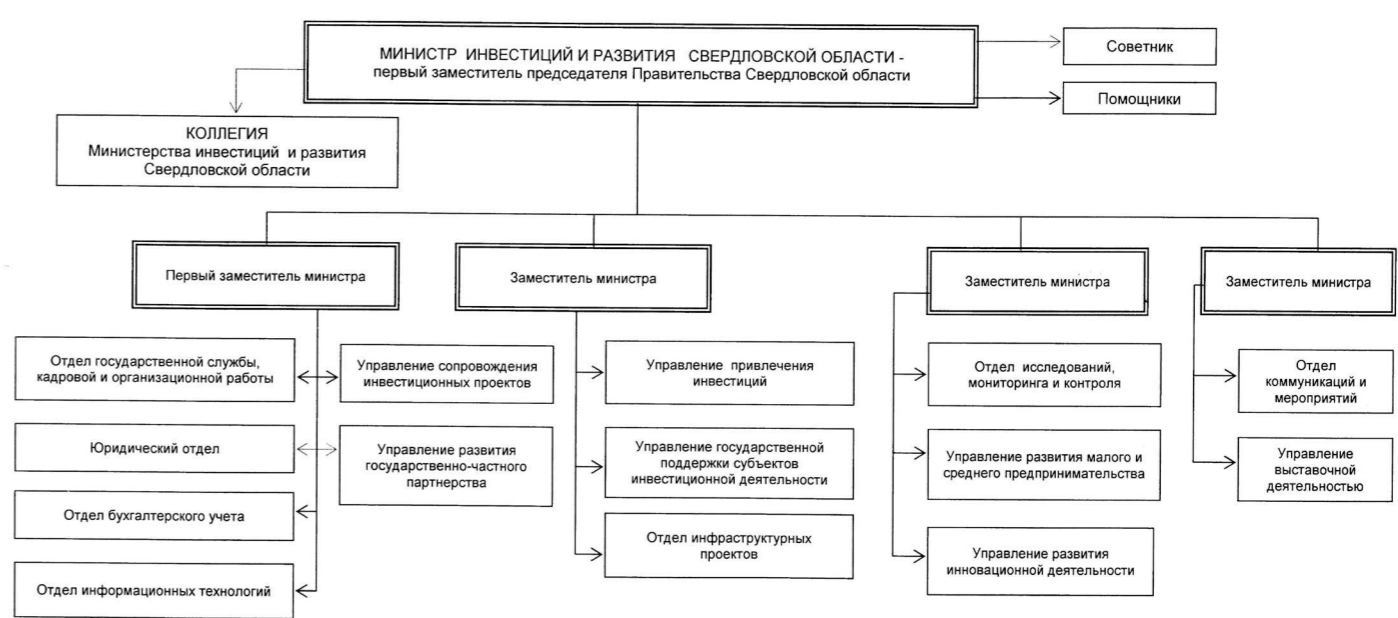 МИНИСТР ИНВЕСТИЦИЙ И РАЗВИТИЯ СВЕРДЛОВСКОЙ ОБЛАСТИ -
первый заместитель председателя Правительства Свердловской области
Советник
Помощники
КОЛЛЕГИЯ
Министерства инвестиций и развития
Свердловской области
Первый заместитель министра
Заместитель министра
Заместитель министра
Заместитель министра
Отдел государственной службы,
кадровой и организационной работы
Юридический отдел
Отдел бухгалтерского учета
Отдел информационных технологий
Управление сопровождения
инвестиционных проектов
Управление развития
государственно-частного
партнерства
Управление привлечения
инвестиций
Управление государственной
поддержки субъектов
инвестиционной деятельности
Отдел инфраструктурных
проектов
Отдел исследований,
мониторинга и контроля
Управление развития малого и
среднего предпринимательства
Управление развития
инновационной деятельности
Отдел
коммуникаций и
мероприятий
Управление
выставочной
деятельностью